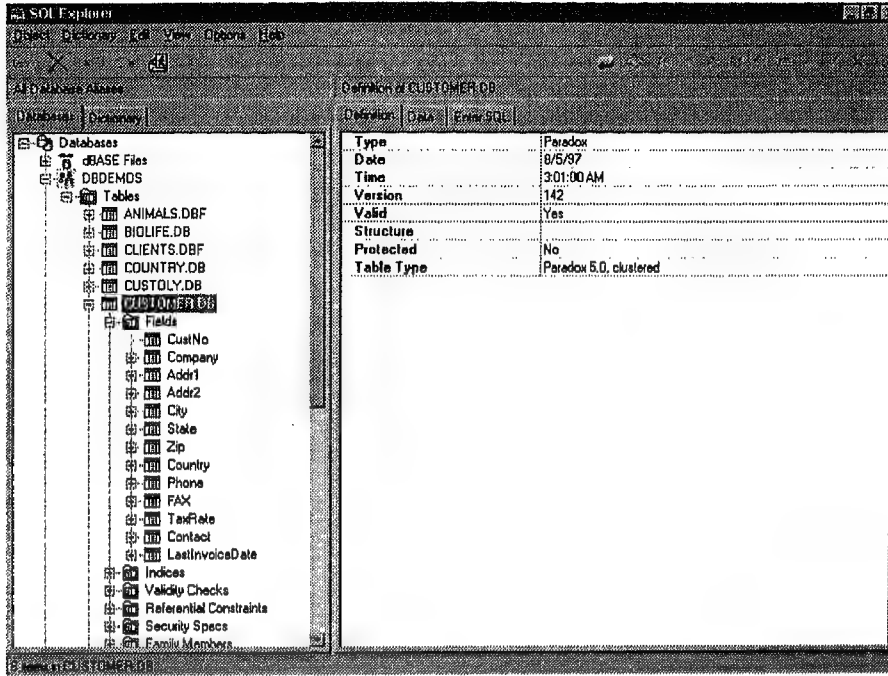 SQL Explorer
Object Dictionary Edit View Options Help
All Database Aliases
Definition of CUSTOMER.DB
Databases Dictionary
Definition Data Enter SQL
Databases
dBASE Files
DBDEMOS
Tables
ANIMALS.DBF
BIOLIFE.DB
CLIENTS.DBF
COUNTRY.DB
CUSTOLY.DB
CUSTOMER.DB
Fields
CustNo
Company
Addr1
Addr2
City
State
Zip
Country
Phone
FAX
TaxRate
Contact
LastInvoiceDate
Indices
Validity Checks
Referential Constraints
Security Specs
Family Members
Type Paradox
Date 8/5/97
Time 3:01:00 AM
Version 142
Valid Yes
Structure
Protected No
Table Type Paradox 5.0, clustered
items in CUSTOMER.DB